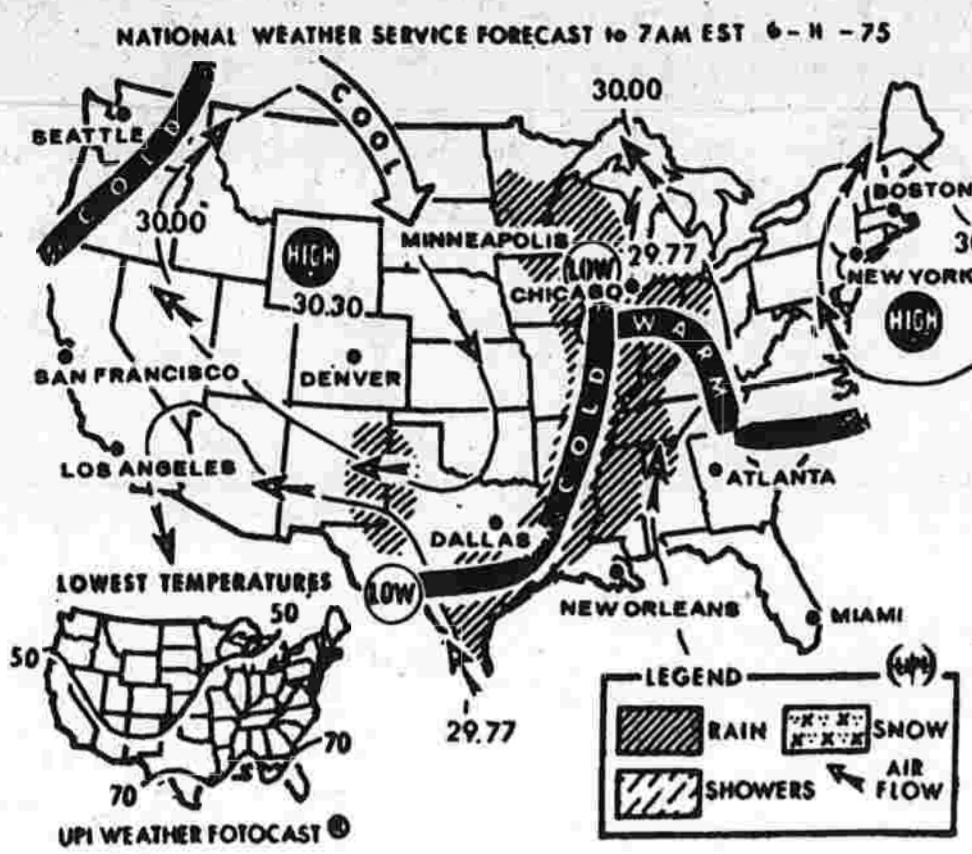 NATIONAL WEATHER SERVICE FORECAST to 7AM EST 6 - 11 - 75
30.00
COOL
SEATTLE
COLD
BOSTON
30.00
MINNEAPOLIS
HIGH
LOW
29.77
30
NEW YORK
CHICAGO
30.30
HIGH
WARM
SAN FRANCISCO
DENVER
COLD
LOS ANGELES
ATLANTA
DALLAS
LOWEST TEMPERATURES
LOW
NEW ORLEANS
MIAMI
50
50
LEGEND
UPI
RAIN
SNOW
29.77
70
AIR
FLOW
SHOWERS
70
UPI WEATHER FOTOCAST ®